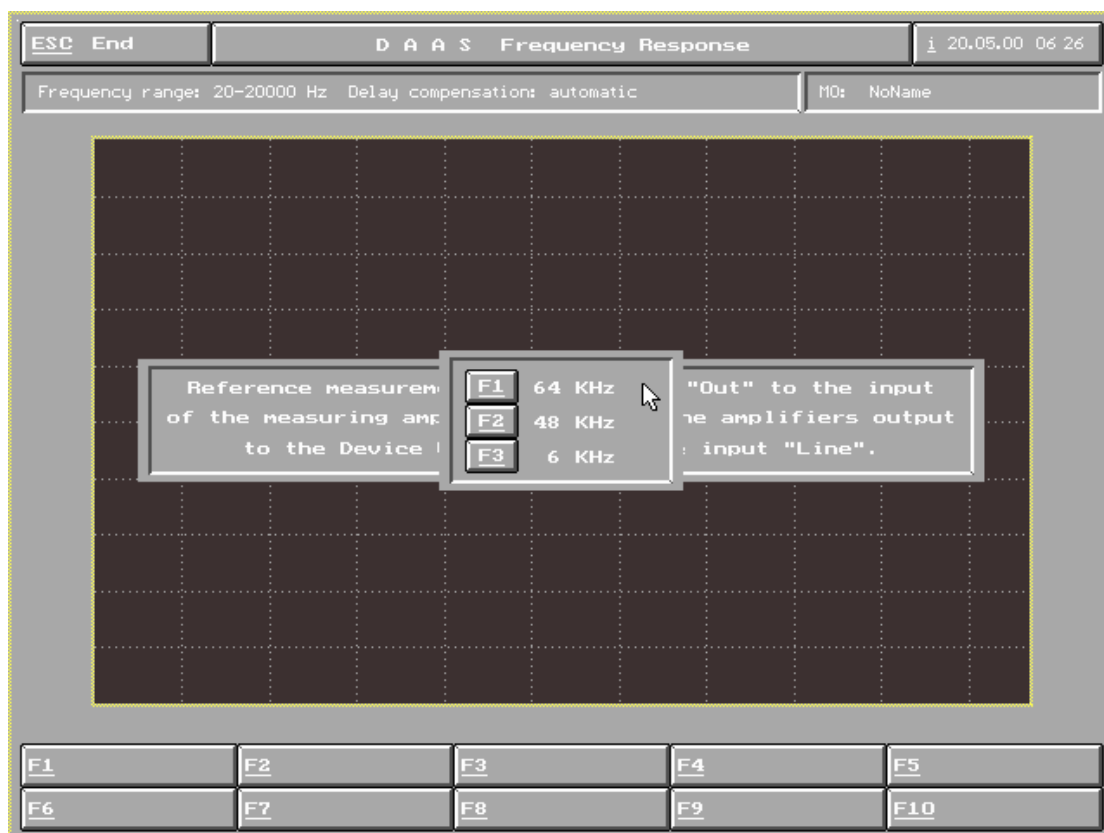 ESC End
D A A S Frequency Response
i 20.05.00 06 26
Frequency range: 20-20000 Hz Delay compensation: automatic
MO: NoName
Reference "Out" to the input
of the measuring amplifiers output
to the Device input "Line".
F1 64 KHz
F2 48 KHz
F3 6 KHz
F1 F2 F3 F4 F5
F6 F7 F8 F9 F10